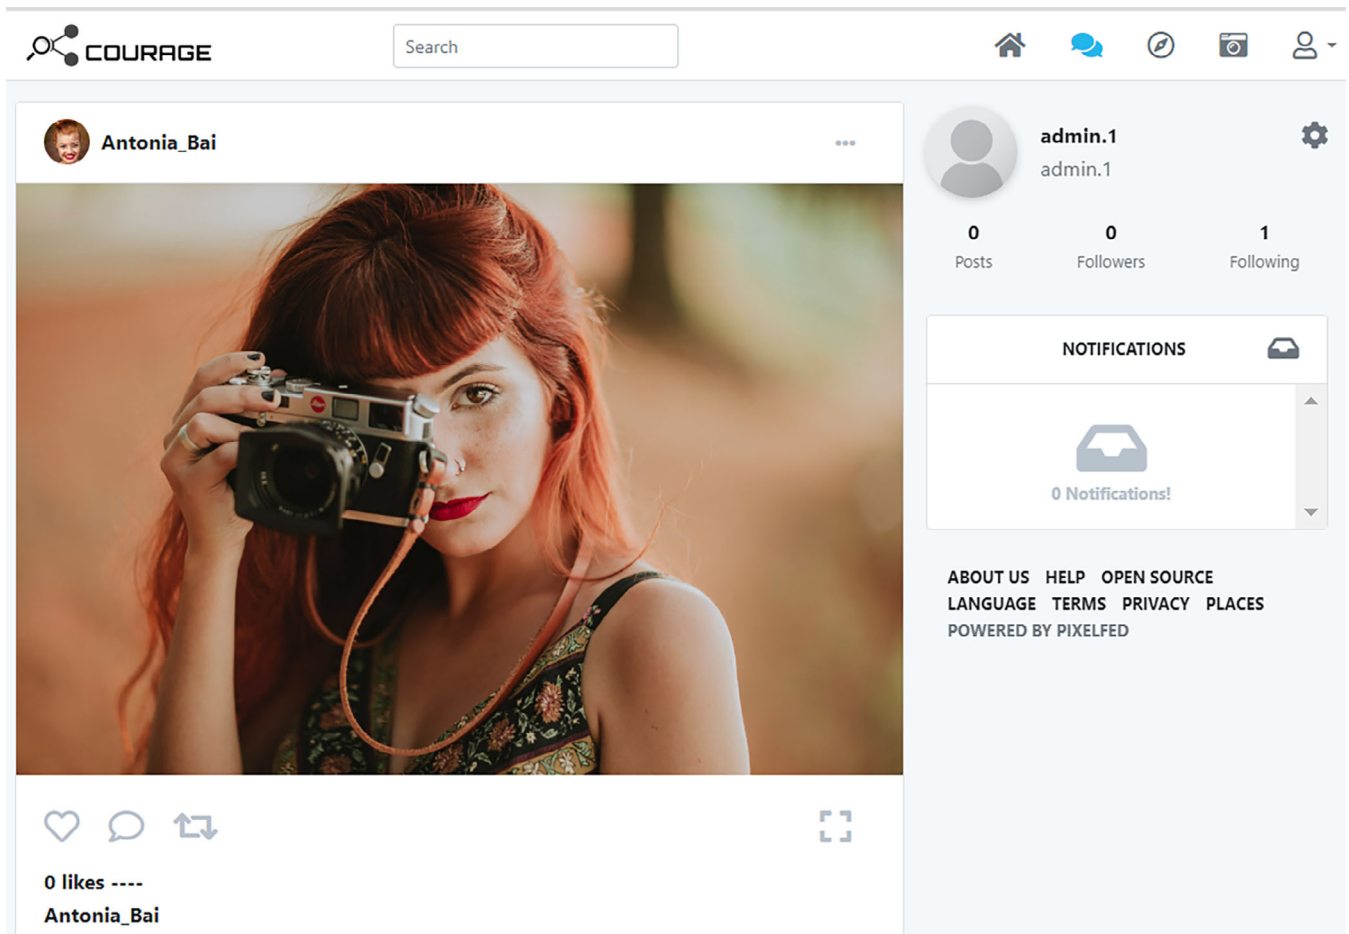 COURAGE
Search
Antonia_Bai
admin.1
admin.1
0
Posts
0
Followers
1
Following
NOTIFICATIONS
0 Notifications!
ABOUT US HELP OPEN SOURCE
LANGUAGE TERMS PRIVACY PLACES
POWERED BY PIXELFED
0 likes ----
Antonia_Bai